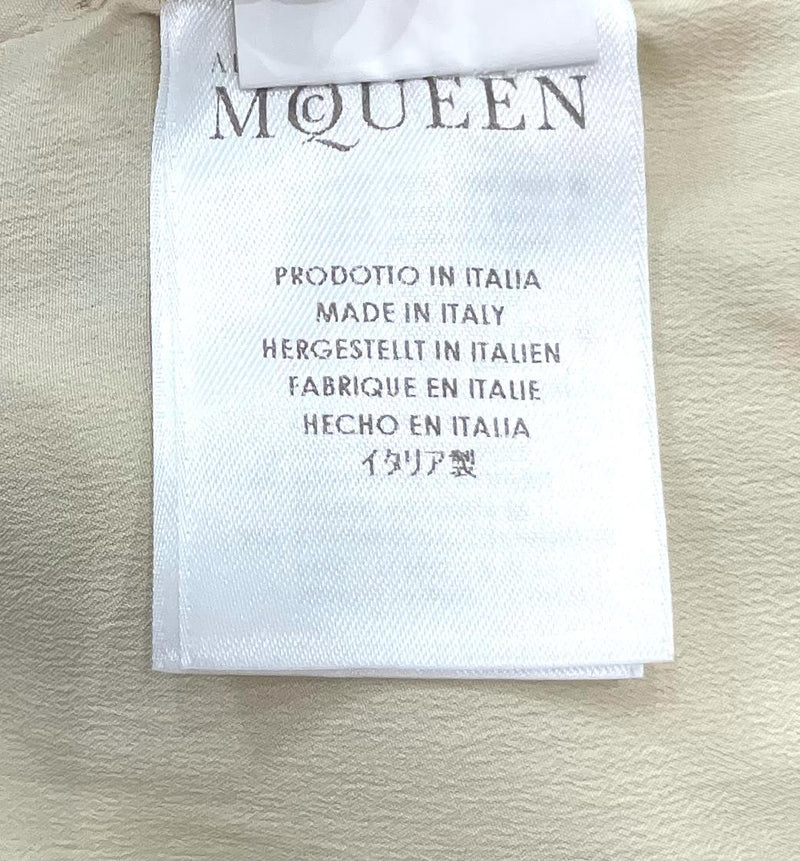 MCQUEEN
PRODOTTO IN ITALIA
MADE IN ITALY
HERGESTELLT IN ITALIEN
FABRIQUE EN ITALIE
HECHO EN ITALIA
イタリア製